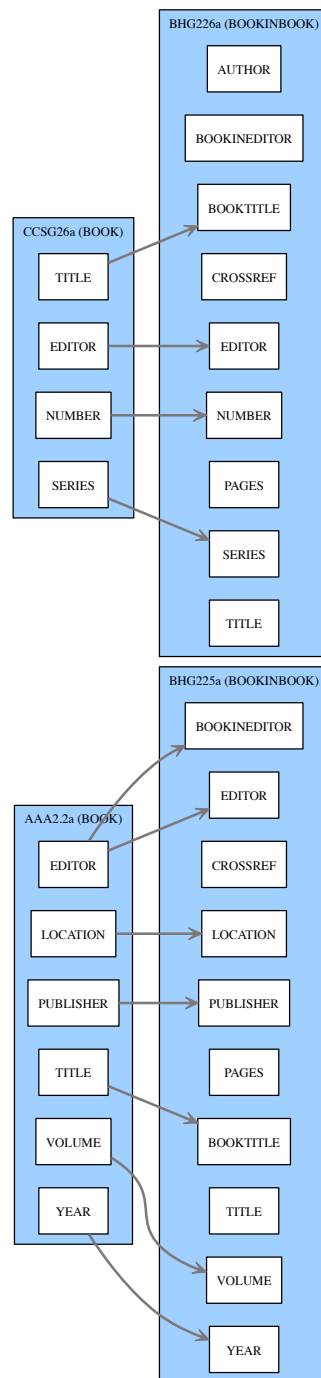 CCSG26a (BOOK)
TITLE
EDITOR
NUMBER
SERIES
BHG226a (BOOKINBOOK)
AUTHOR
BOOKINEDITOR
BOOKTITLE
CROSSREF
EDITOR
NUMBER
PAGES
SERIES
TITLE
AAA2.2a (BOOK)
EDITOR
LOCATION
PUBLISHER
TITLE
VOLUME
YEAR
BHG225a (BOOKINBOOK)
BOOKINEDITOR
EDITOR
CROSSREF
LOCATION
PUBLISHER
PAGES
BOOKTITLE
TITLE
VOLUME
YEAR